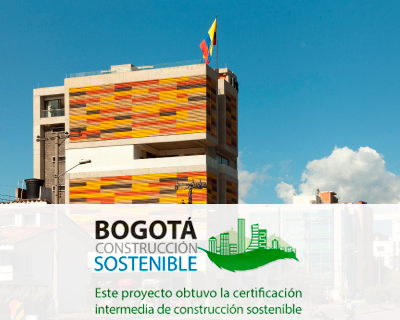 BOGOTÁ
CONSTRUCCIÓN
SOSTENIBLE
Este proyecto obtuvo la certificación
intermedia de construcción sostenible